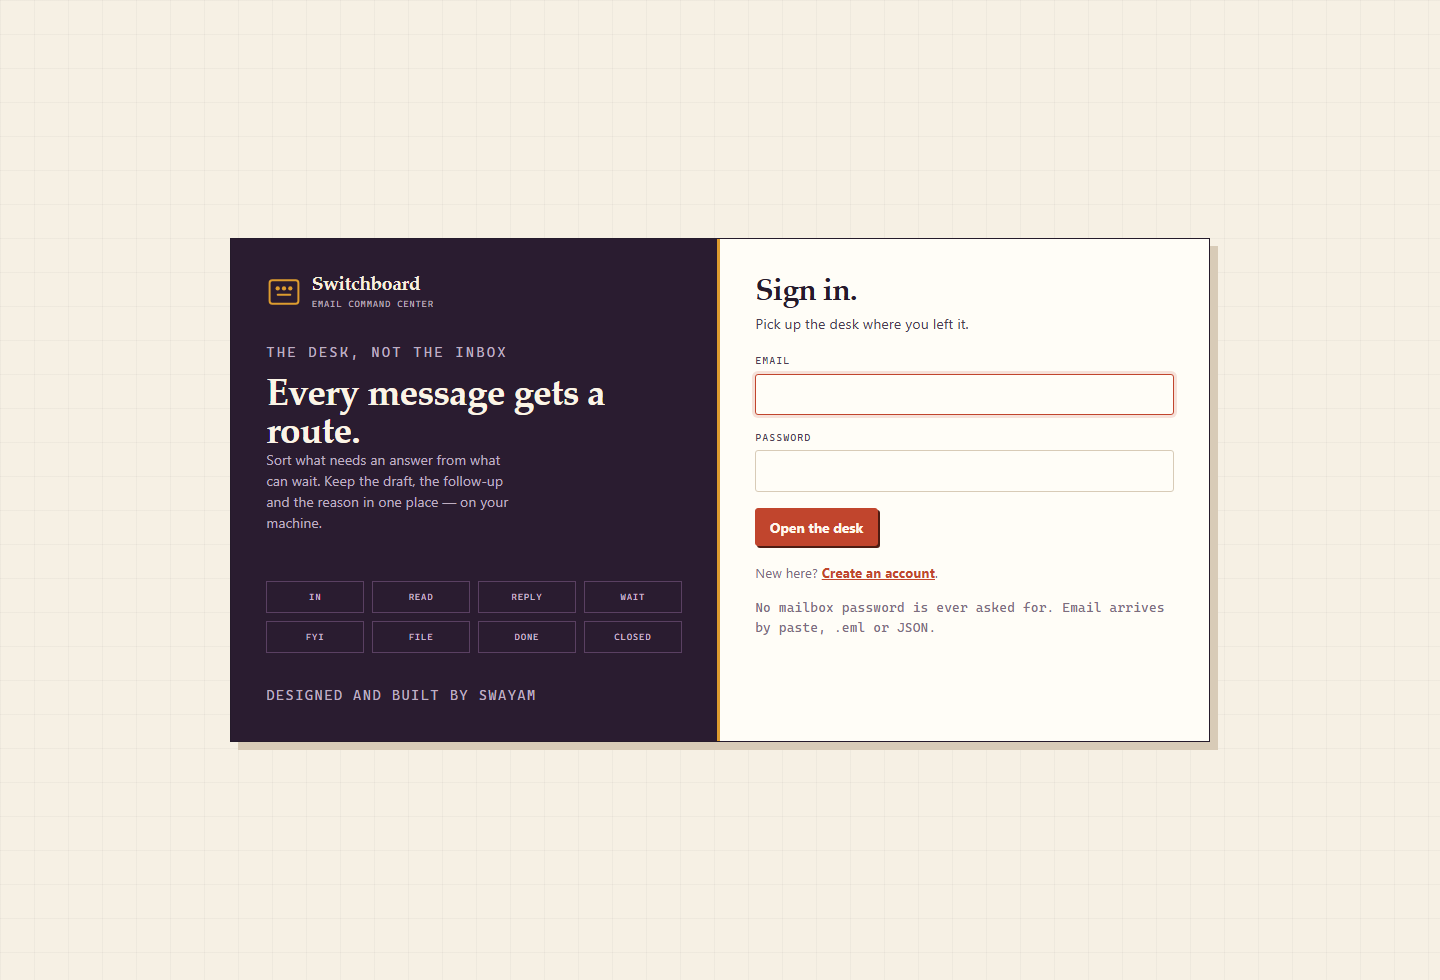 Switchboard
EMAIL COMMAND CENTER
THE DESK, NOT THE INBOX
Every message gets a
route.
Sort what needs an answer from what
can wait. Keep the draft, the follow-up
and the reason in one place — on your
machine.
IN READ REPLY WAIT
FYI FILE DONE CLOSED
DESIGNED AND BUILT BY SWAYAM
Sign in.
Pick up the desk where you left it.
EMAIL
PASSWORD
Open the desk
New here? Create an account.
No mailbox password is ever asked for. Email arrives
by paste, .eml or JSON.